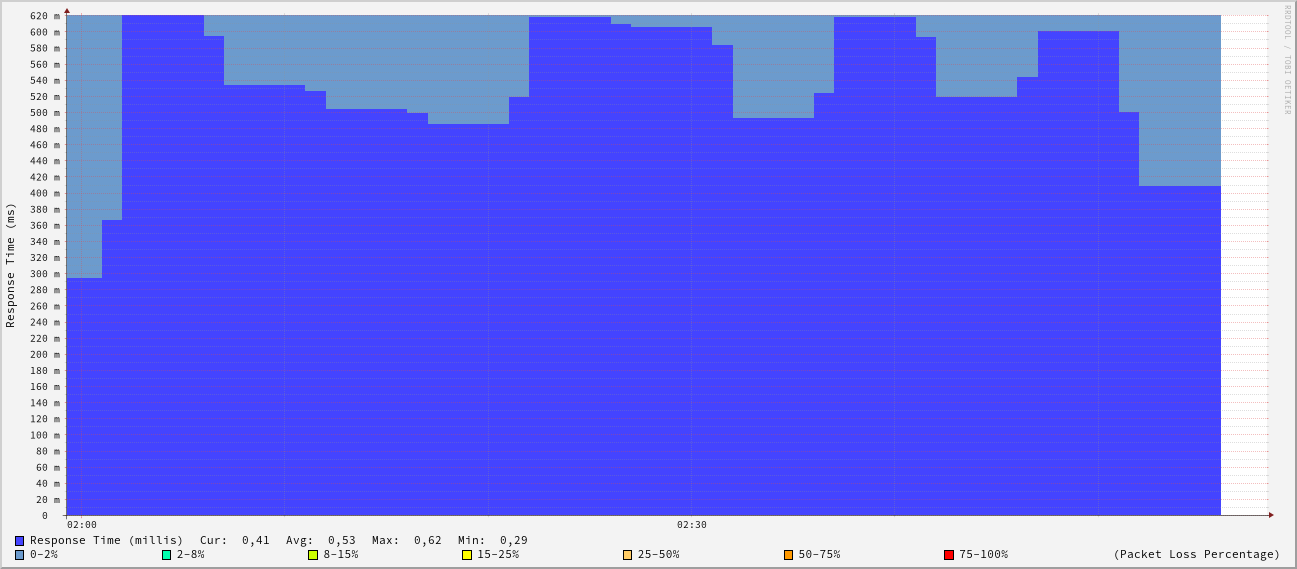 620 m
600 m
580 m
560 m
540 m
520 m
500 m
480 m
460 m
440 m
420 m
400 m
380 m
360 m
340 m
320 m
300 m
280 m
260 m
240 m
220 m
200 m
180 m
160 m
140 m
120 m
100 m
80 m
60 m
40 m
20 m
0
Response Time (ms)
RRDTOOL / TOBI OETIKER
02:00 02:30
Response Time (millis) Cur: 0,41 Avg: 0,53 Max: 0,62 Min: 0,29
0-2% 2-8% 8-15% 15-25% 25-50% 50-75% 75-100% (Packet Loss Percentage)